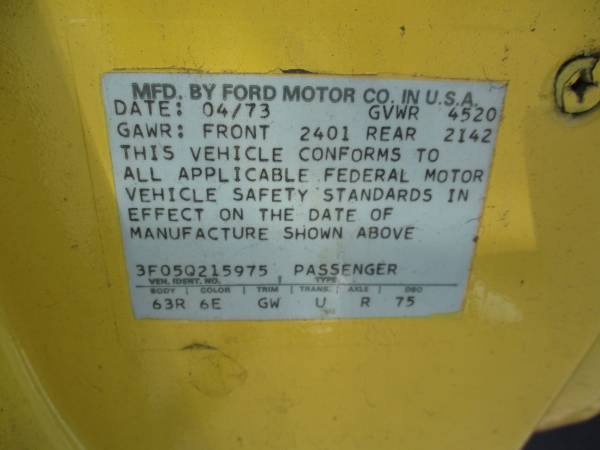 MFD. BY FORD MOTOR CO. IN U.S.A.
DATE: 04/73 GVWR 4520
GAWR: FRONT 2401 REAR 2142
THIS VEHICLE CONFORMS TO
ALL APPLICABLE FEDERAL MOTOR
VEHICLE SAFETY STANDARDS IN
EFFECT ON THE DATE OF
MANUFACTURE SHOWN ABOVE
3F05Q215975 PASSENGER
VEH. IDENT. NO. TYPE
BODY COLOR TRIM TRANS. AXLE DSO
63R 6E GW U R 75